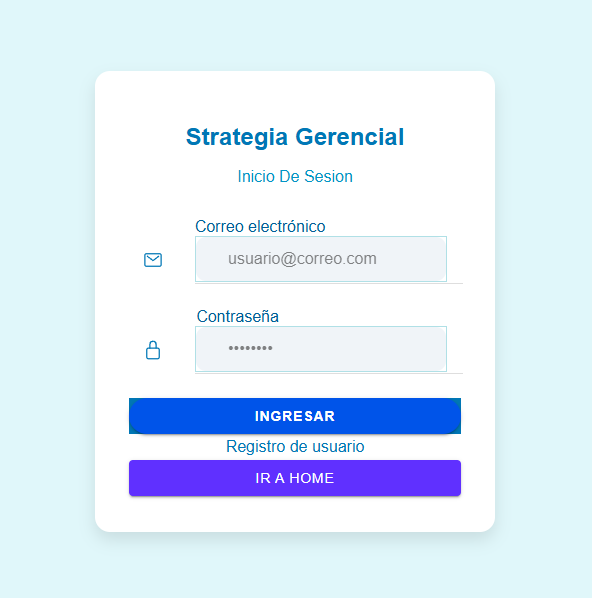 Strategia Gerencial
Inicio De Sesion
Correo electrónico
usuario@correo.com
Contraseña
••••••••
INGRESAR
Registro de usuario
IR A HOME